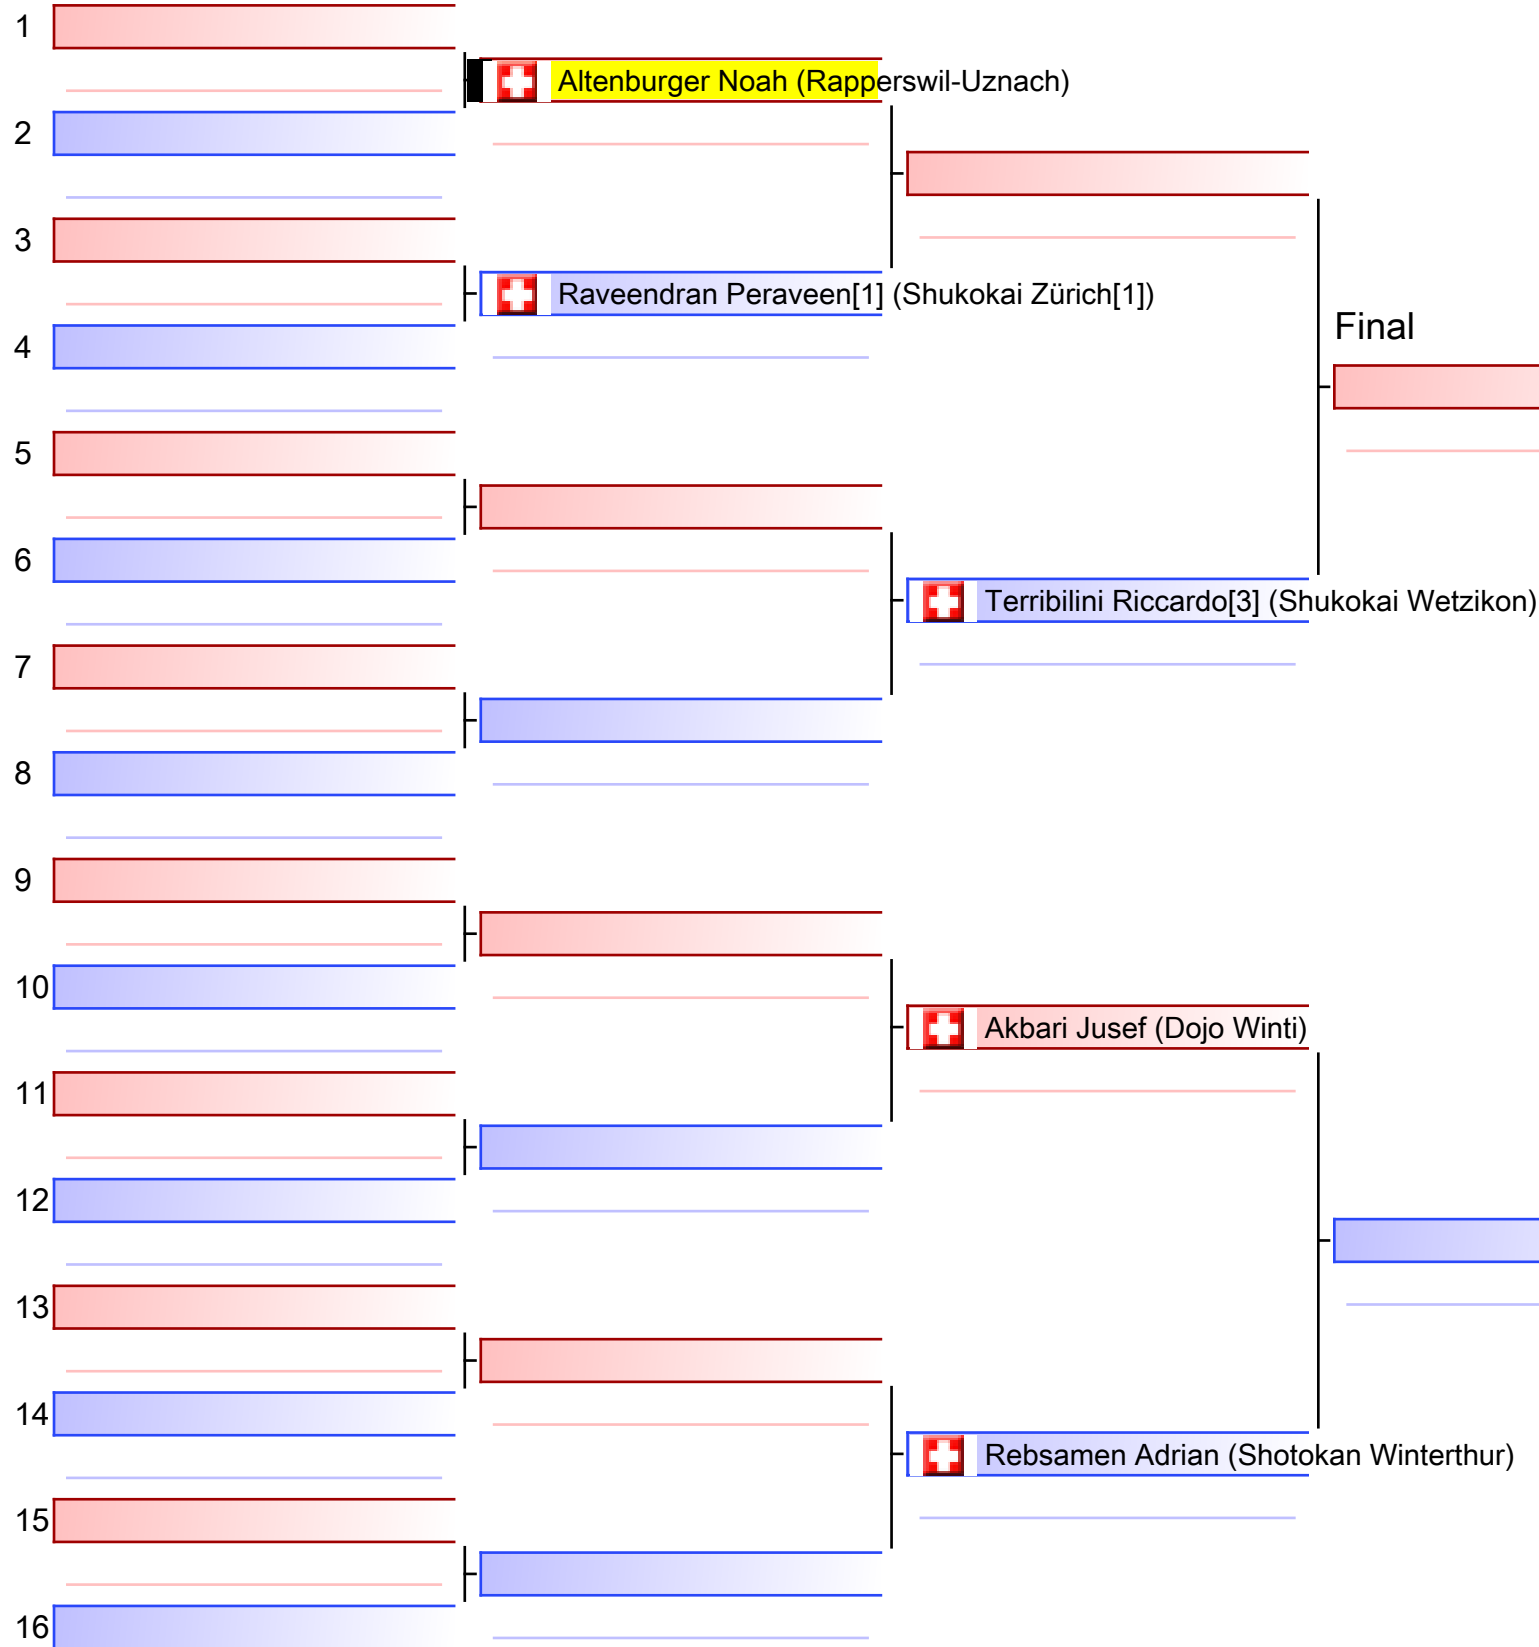 1
Altenburger Noah (Rapperswil-Uznach)
2
3
Raveendran Peraveen[1] (Shukokai Zürich[1])
Final
4
5
6
Terribilini Riccardo[3] (Shukokai Wetzikon)
7
8
9
10
Akbari Jusef (Dojo Winti)
11
12
13
14
Rebsamen Adrian (Shotokan Winterthur)
15
16